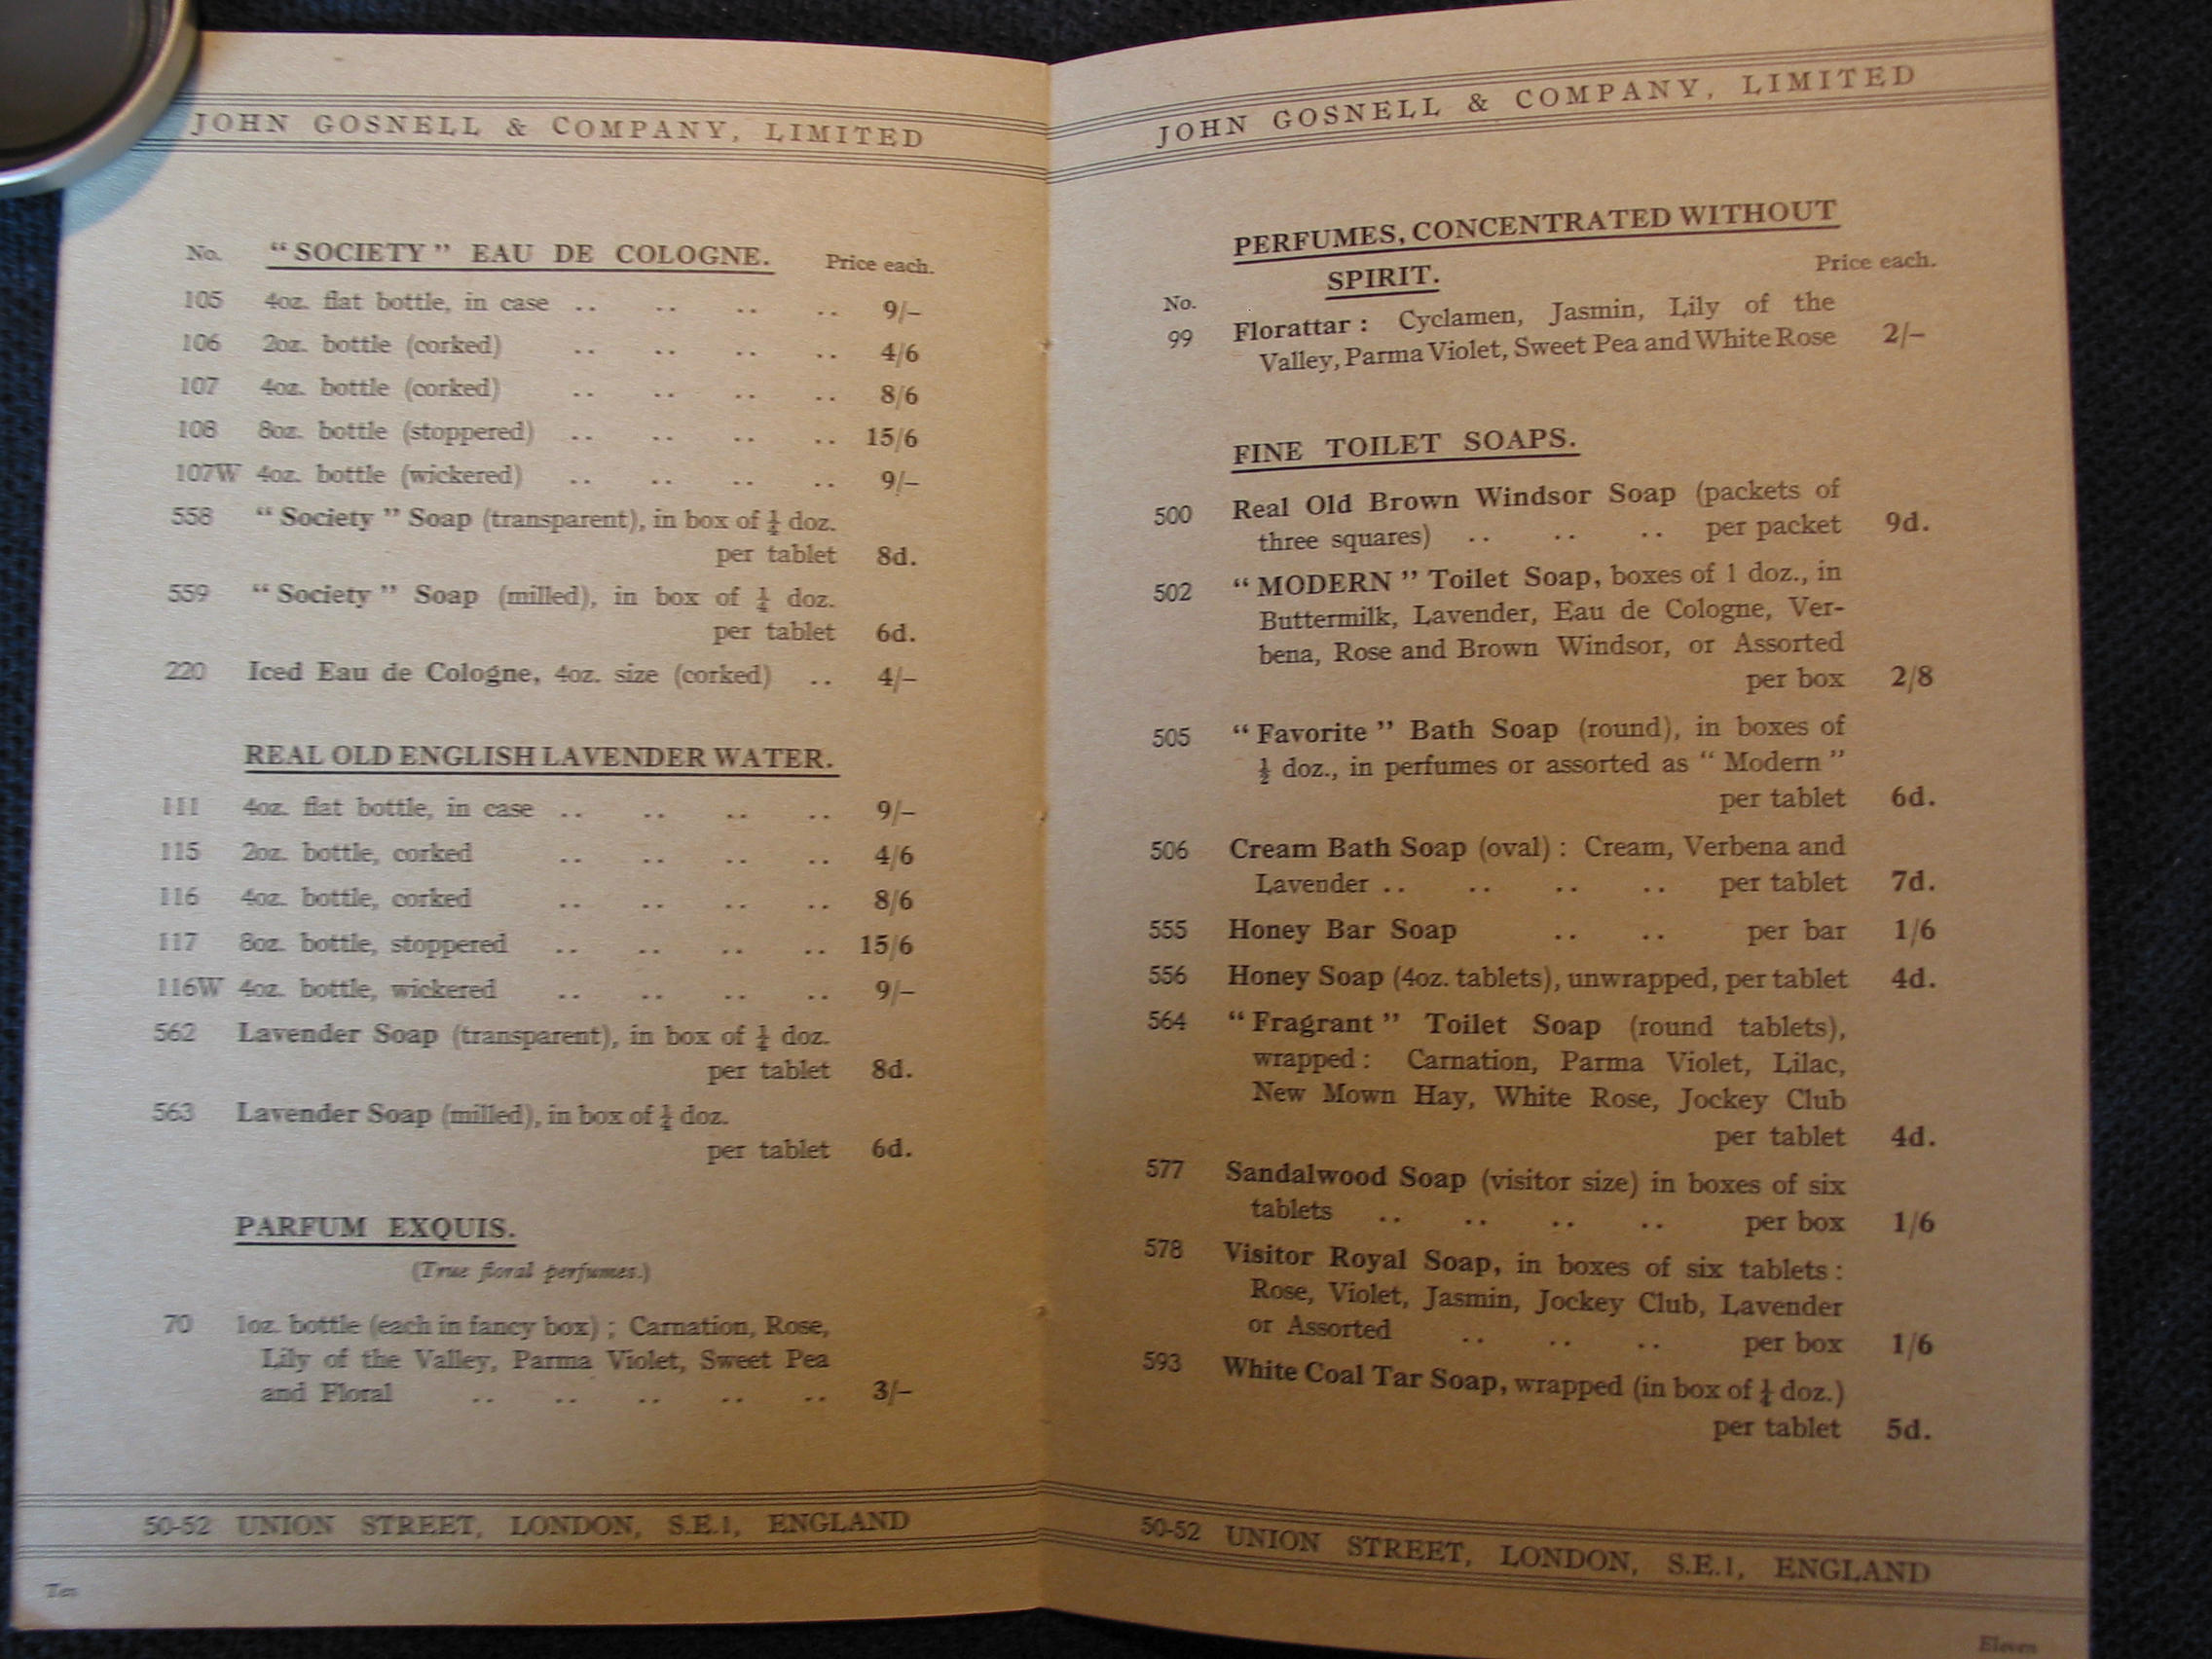 JOHN GOSNELL & COMPANY, LIMITED
No. "SOCIETY" EAU DE COLOGNE. Price each.
105 4oz. flat bottle, in case .. .. .. .. 9/–
106 2oz. bottle (corked) .. .. .. .. 4/6
107 4oz. bottle (corked) .. .. .. .. 8/6
108 8oz. bottle (stoppered) .. .. .. .. 15/6
107W 4oz. bottle (wickered) .. .. .. .. 9/–
558 "Society" Soap (transparent), in box of ¼ doz.
per tablet 8d.
559 "Society" Soap (milled), in box of ¼ doz.
per tablet 6d.
220 Iced Eau de Cologne, 4oz. size (corked) .. 4/–
REAL OLD ENGLISH LAVENDER WATER.
111 4oz. flat bottle, in case .. .. .. .. 9/–
115 2oz. bottle, corked .. .. .. .. 4/6
116 4oz. bottle, corked .. .. .. .. 8/6
117 8oz. bottle, stoppered .. .. .. .. 15/6
116W 4oz. bottle, wickered .. .. .. .. 9/–
562 Lavender Soap (transparent), in box of ¼ doz.
per tablet 8d.
563 Lavender Soap (milled), in box of ¼ doz.
per tablet 6d.
PARFUM EXQUIS.
(True floral perfumes.)
70 1oz. bottle (each in fancy box) ; Carnation, Rose,
Lily of the Valley, Parma Violet, Sweet Pea
and Floral .. .. .. .. .. 3/–
50-52 UNION STREET, LONDON, S.E.1, ENGLAND
Ten
JOHN GOSNELL & COMPANY, LIMITED
PERFUMES, CONCENTRATED WITHOUT
SPIRIT. Price each.
No.
99 Florattar : Cyclamen, Jasmin, Lily of the
Valley, Parma Violet, Sweet Pea and White Rose 2/–
FINE TOILET SOAPS.
500 Real Old Brown Windsor Soap (packets of
three squares) .. .. .. per packet 9d.
502 "MODERN" Toilet Soap, boxes of 1 doz., in
Buttermilk, Lavender, Eau de Cologne, Ver-
bena, Rose and Brown Windsor, or Assorted
per box 2/8
505 "Favorite" Bath Soap (round), in boxes of
½ doz., in perfumes or assorted as "Modern"
per tablet 6d.
506 Cream Bath Soap (oval) : Cream, Verbena and
Lavender .. .. .. .. per tablet 7d.
555 Honey Bar Soap .. .. per bar 1/6
556 Honey Soap (4oz. tablets), unwrapped, per tablet 4d.
564 "Fragrant" Toilet Soap (round tablets),
wrapped : Carnation, Parma Violet, Lilac,
New Mown Hay, White Rose, Jockey Club
per tablet 4d.
577 Sandalwood Soap (visitor size) in boxes of six
tablets .. .. .. .. per box 1/6
578 Visitor Royal Soap, in boxes of six tablets :
Rose, Violet, Jasmin, Jockey Club, Lavender
or Assorted .. .. .. per box 1/6
593 White Coal Tar Soap, wrapped (in box of ¼ doz.)
per tablet 5d.
50-52 UNION STREET, LONDON, S.E.1, ENGLAND
Eleven